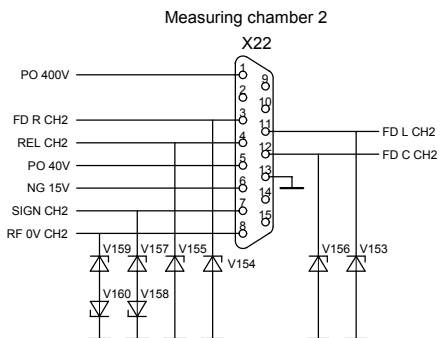 Measuring chamber 2
X22
PO 400V
1
9
2
10
FD R CH2
3
11
FD L CH2
REL CH2
4
12
FD C CH2
PO 40V
5
13
NG 15V
6
14
SIGN CH2
7
15
RF 0V CH2
8
V159
V157
V155
V154
V156
V153
V160
V158